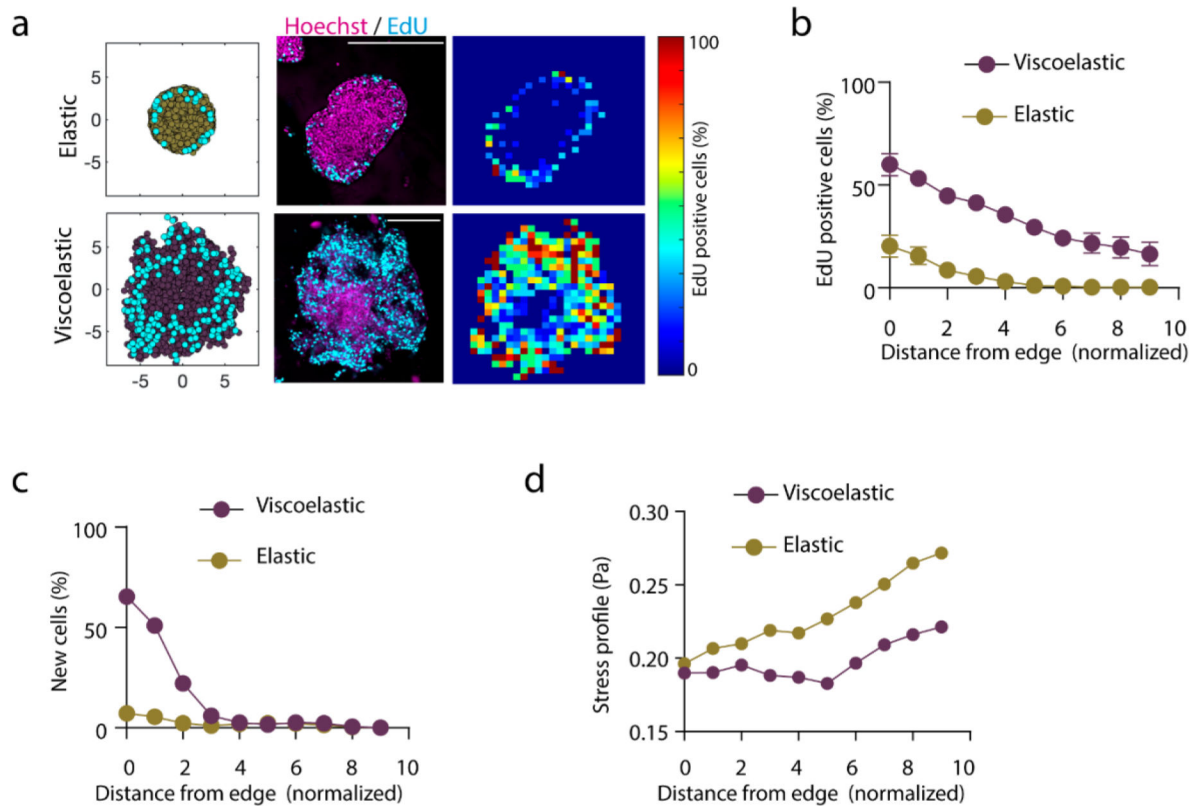 a
Hoechst / EdU
Elastic
5
0
-5
Viscoelastic
5
0
-5
-5 0 5
100
EdU positive cells (%)
0
b
Viscoelastic
Elastic
EdU positive cells (%)
100
50
0
0 2 4 6 8 10
Distance from edge (normalized)
c
Viscoelastic
Elastic
New cells (%)
100
50
0
0 2 4 6 8 10
Distance from edge (normalized)
d
Viscoelastic
Elastic
Stress profile (Pa)
0.30
0.25
0.20
0.15
0 2 4 6 8 10
Distance from edge (normalized)